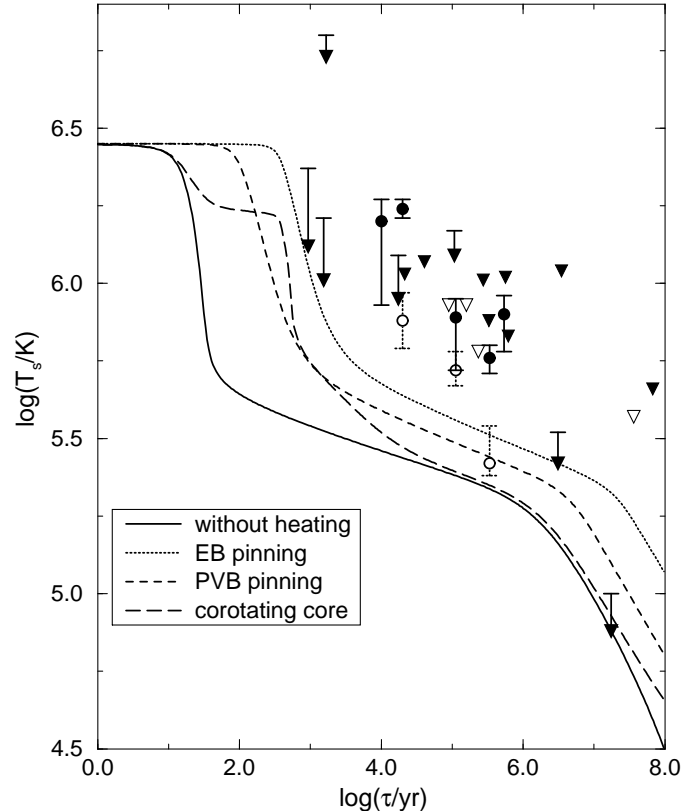 6.5
6.0
5.5
5.0
4.5
log(T_s/K)
without heating
EB pinning
PVB pinning
corotating core
0.0 2.0 4.0 6.0 8.0
log(τ/yr)